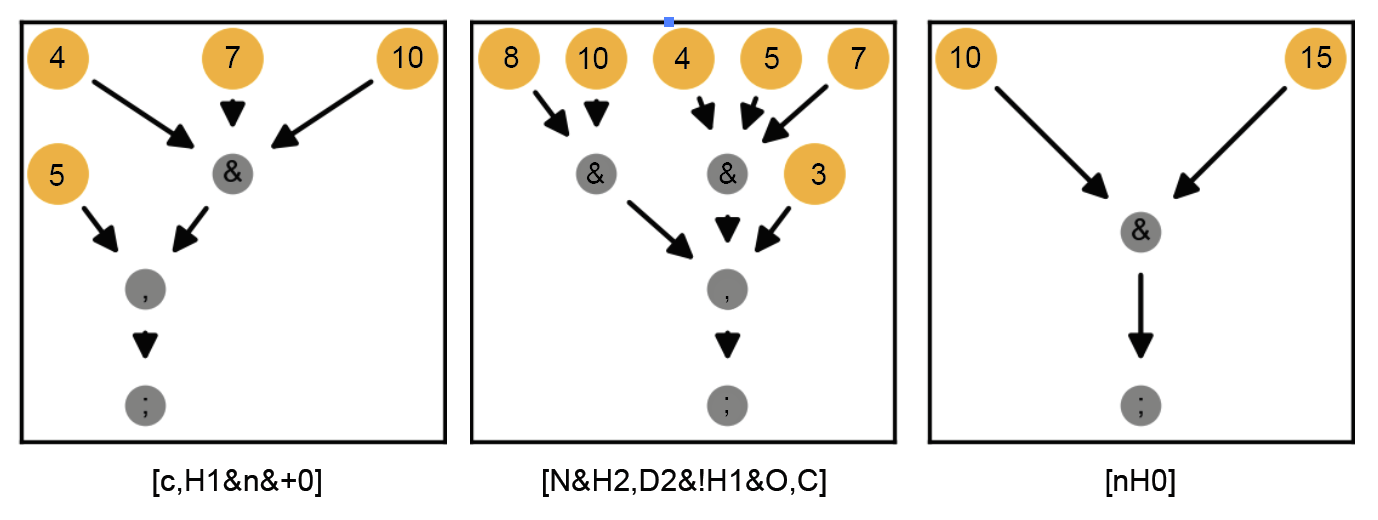 4 7 10
5 &
,
;
[c,H1&n&+0]
8 10 4 5 7
& & 3
,
;
[N&H2,D2&!H1&O,C]
10 15
&
;
[nH0]